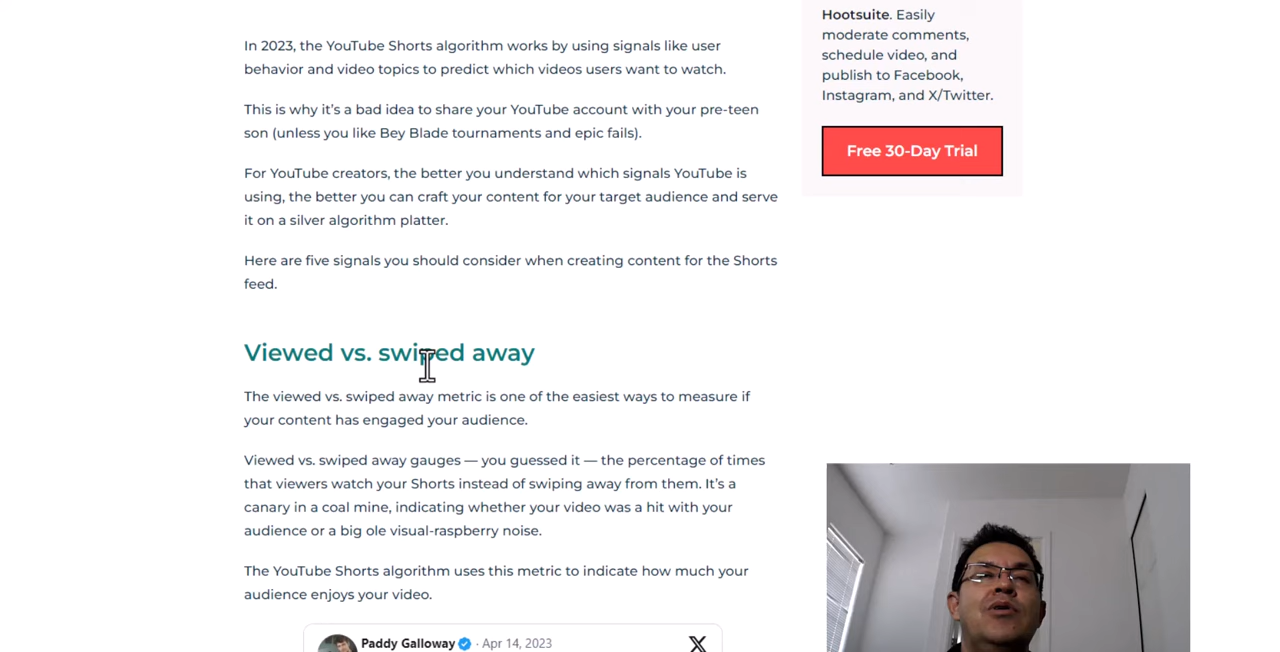 Hootsuite. Easily
moderate comments,
schedule video, and
publish to Facebook,
Instagram, and X/Twitter.
Free 30-Day Trial
In 2023, the YouTube Shorts algorithm works by using signals like user
behavior and video topics to predict which videos users want to watch.
This is why it’s a bad idea to share your YouTube account with your pre-teen
son (unless you like Bey Blade tournaments and epic fails).
For YouTube creators, the better you understand which signals YouTube is
using, the better you can craft your content for your target audience and serve
it on a silver algorithm platter.
Here are five signals you should consider when creating content for the Shorts
feed.
Viewed vs. swiped away
The viewed vs. swiped away metric is one of the easiest ways to measure if
your content has engaged your audience.
Viewed vs. swiped away gauges — you guessed it — the percentage of times
that viewers watch your Shorts instead of swiping away from them. It’s a
canary in a coal mine, indicating whether your video was a hit with your
audience or a big ole visual-raspberry noise.
The YouTube Shorts algorithm uses this metric to indicate how much your
audience enjoys your video.
Paddy Galloway · Apr 14, 2023